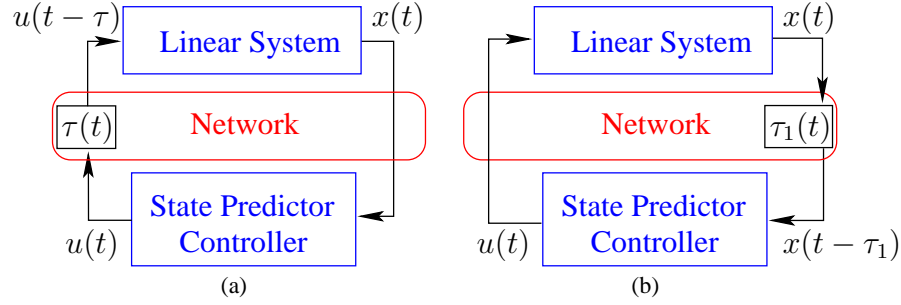 u(t − τ)
x(t)
Linear System
τ(t)
Network
State Predictor
Controller
u(t)
(a)
x(t)
Linear System
Network
τ₁(t)
State Predictor
Controller
u(t)
x(t − τ₁)
(b)